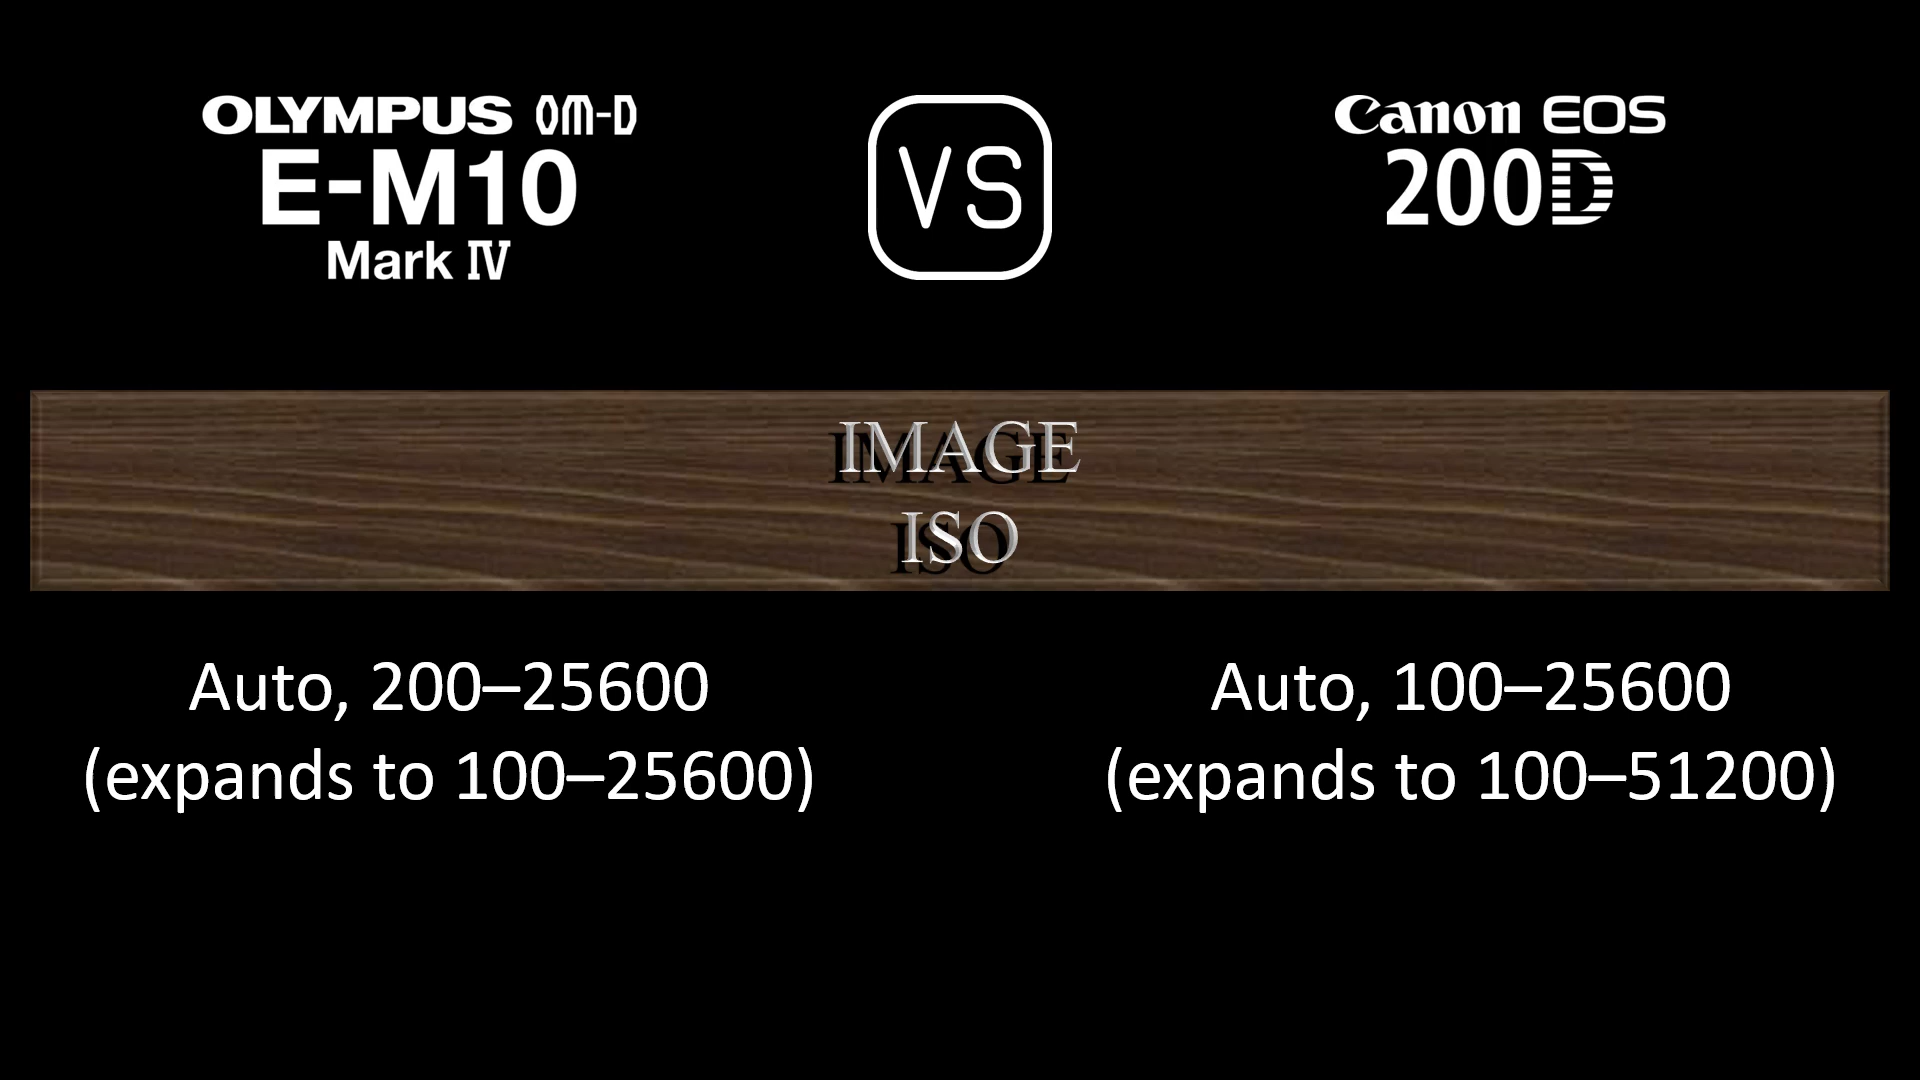 OLYMPUS OM-D
E-M10
Mark IV
VS
Canon EOS
200D
IMAGE
ISO
Auto, 200–25600
(expands to 100–25600)
Auto, 100–25600
(expands to 100–51200)